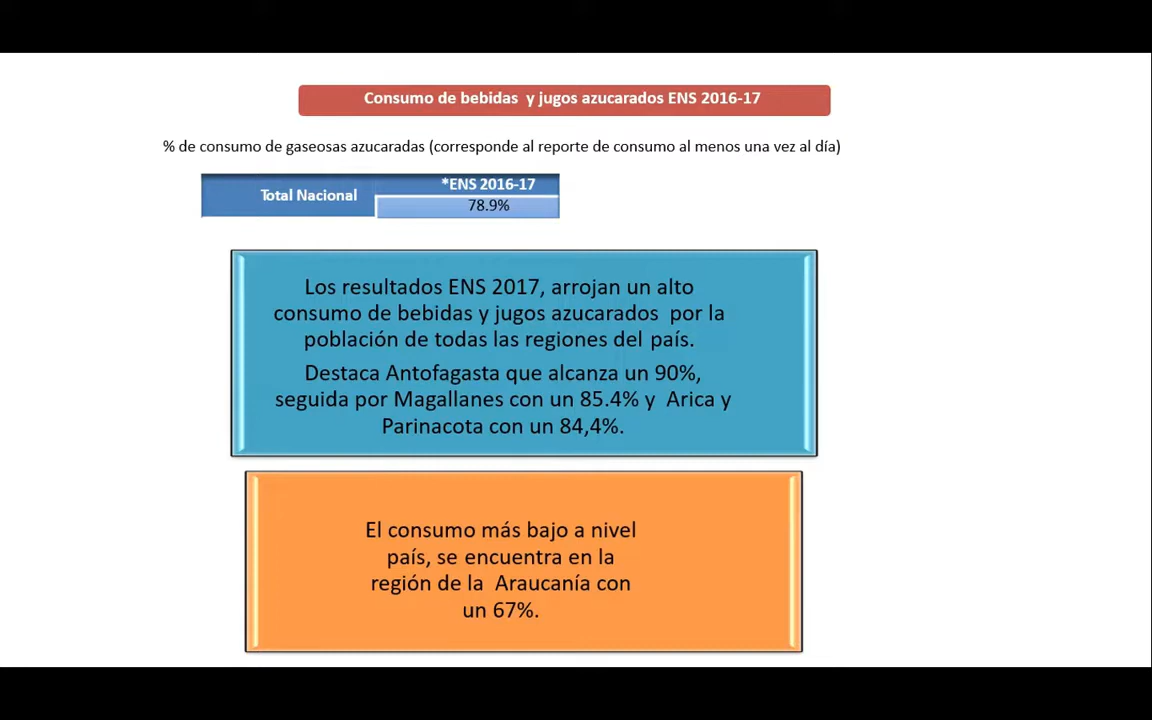 Consumo de bebidas y jugos azucarados ENS 2016-17
% de consumo de gaseosas azucaradas (corresponde al reporte de consumo al menos una vez al día)
Total Nacional
*ENS 2016-17
78.9%
Los resultados ENS 2017, arrojan un alto
consumo de bebidas y jugos azucarados por la
población de todas las regiones del país.
Destaca Antofagasta que alcanza un 90%,
seguida por Magallanes con un 85.4% y Arica y
Parinacota con un 84,4%.
El consumo más bajo a nivel
país, se encuentra en la
región de la Araucanía con
un 67%.